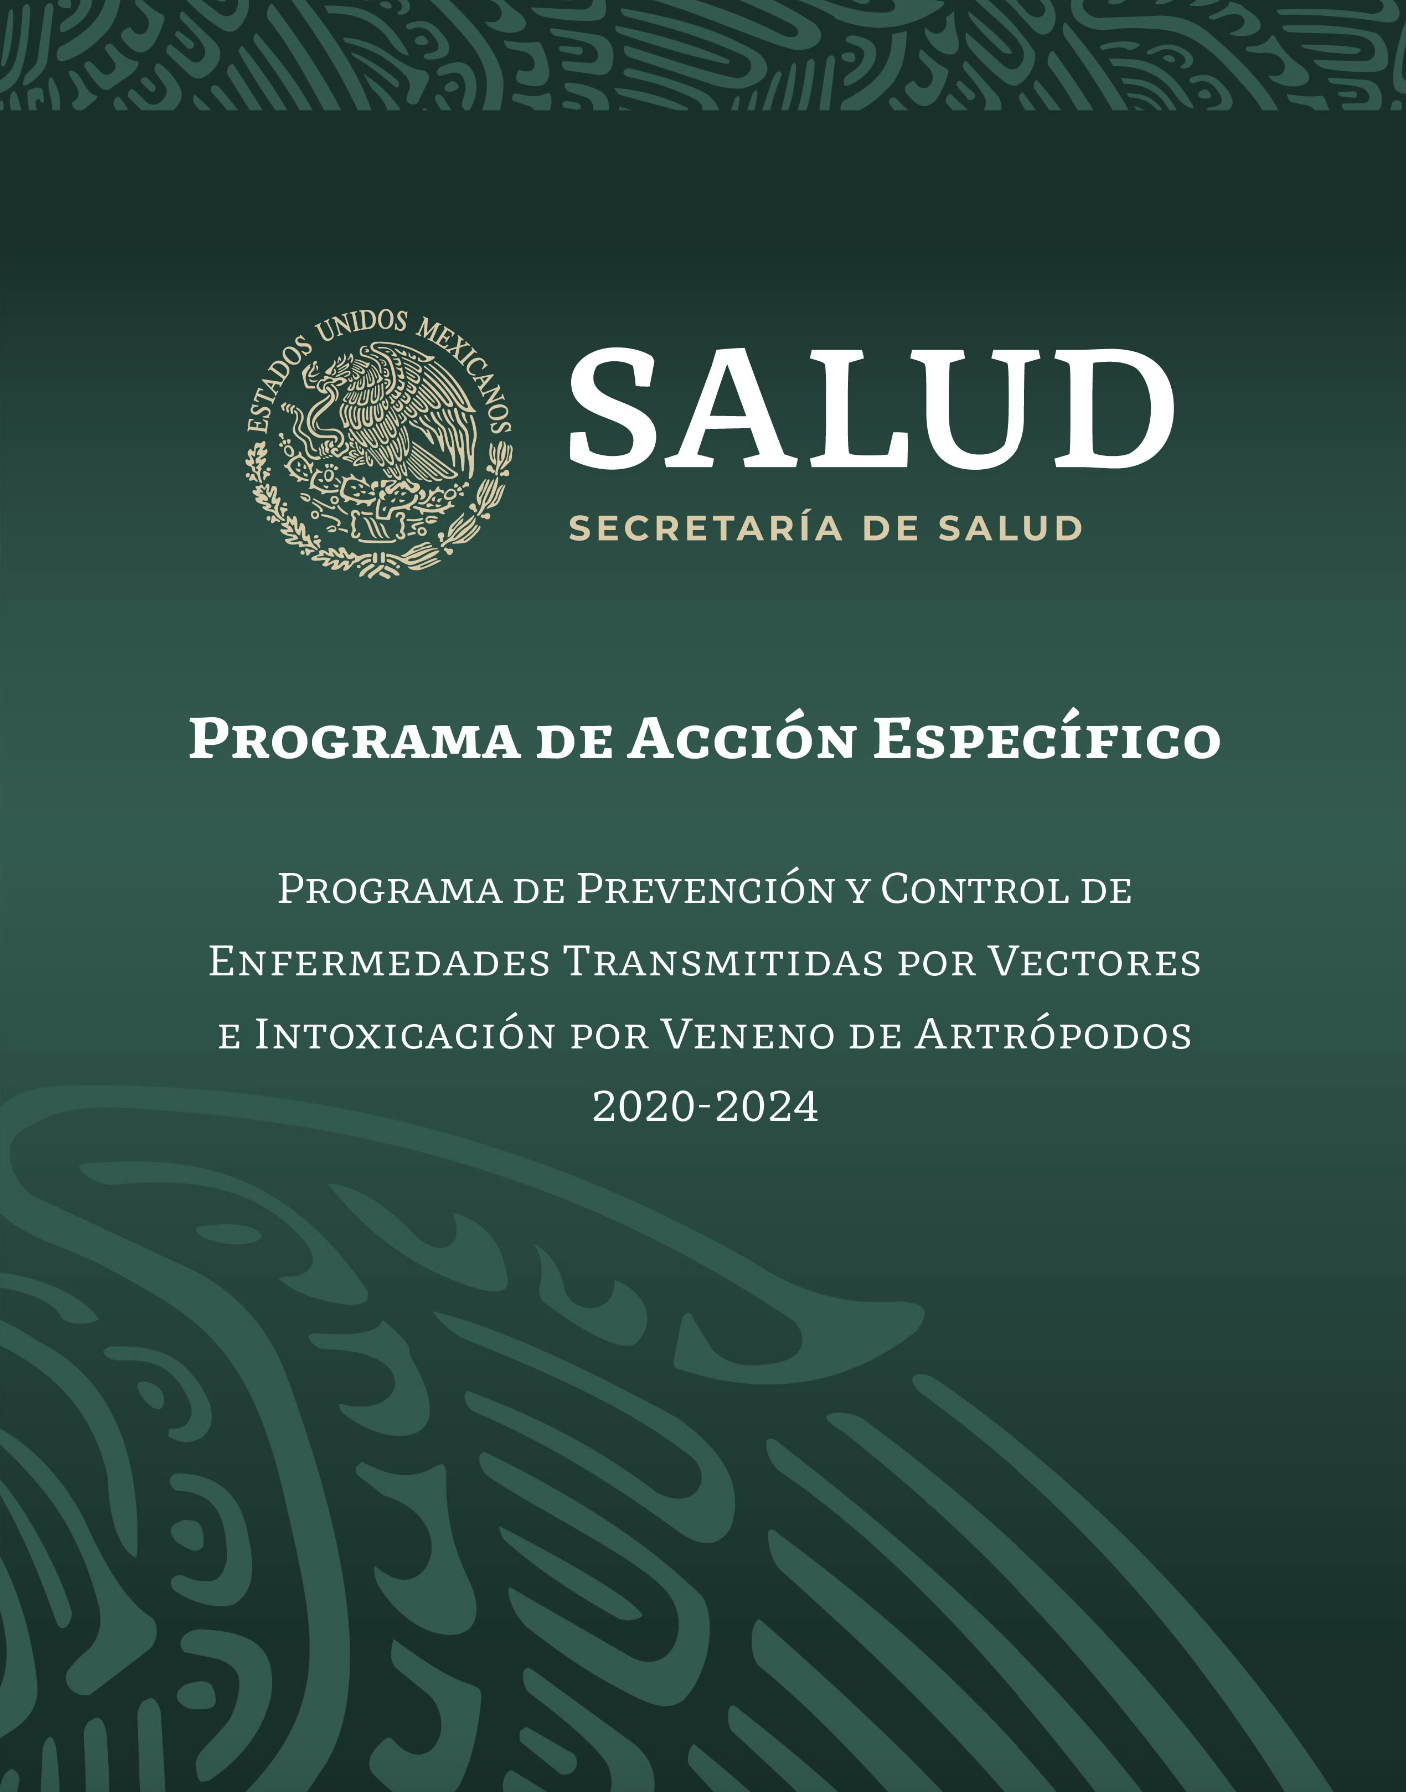 ESTADOS UNIDOS MEXICANOS
SALUD
SECRETARÍA DE SALUD
Programa de Acción Específico
Programa de Prevención y Control de
Enfermedades Transmitidas por Vectores
e Intoxicación por Veneno de Artrópodos
2020-2024